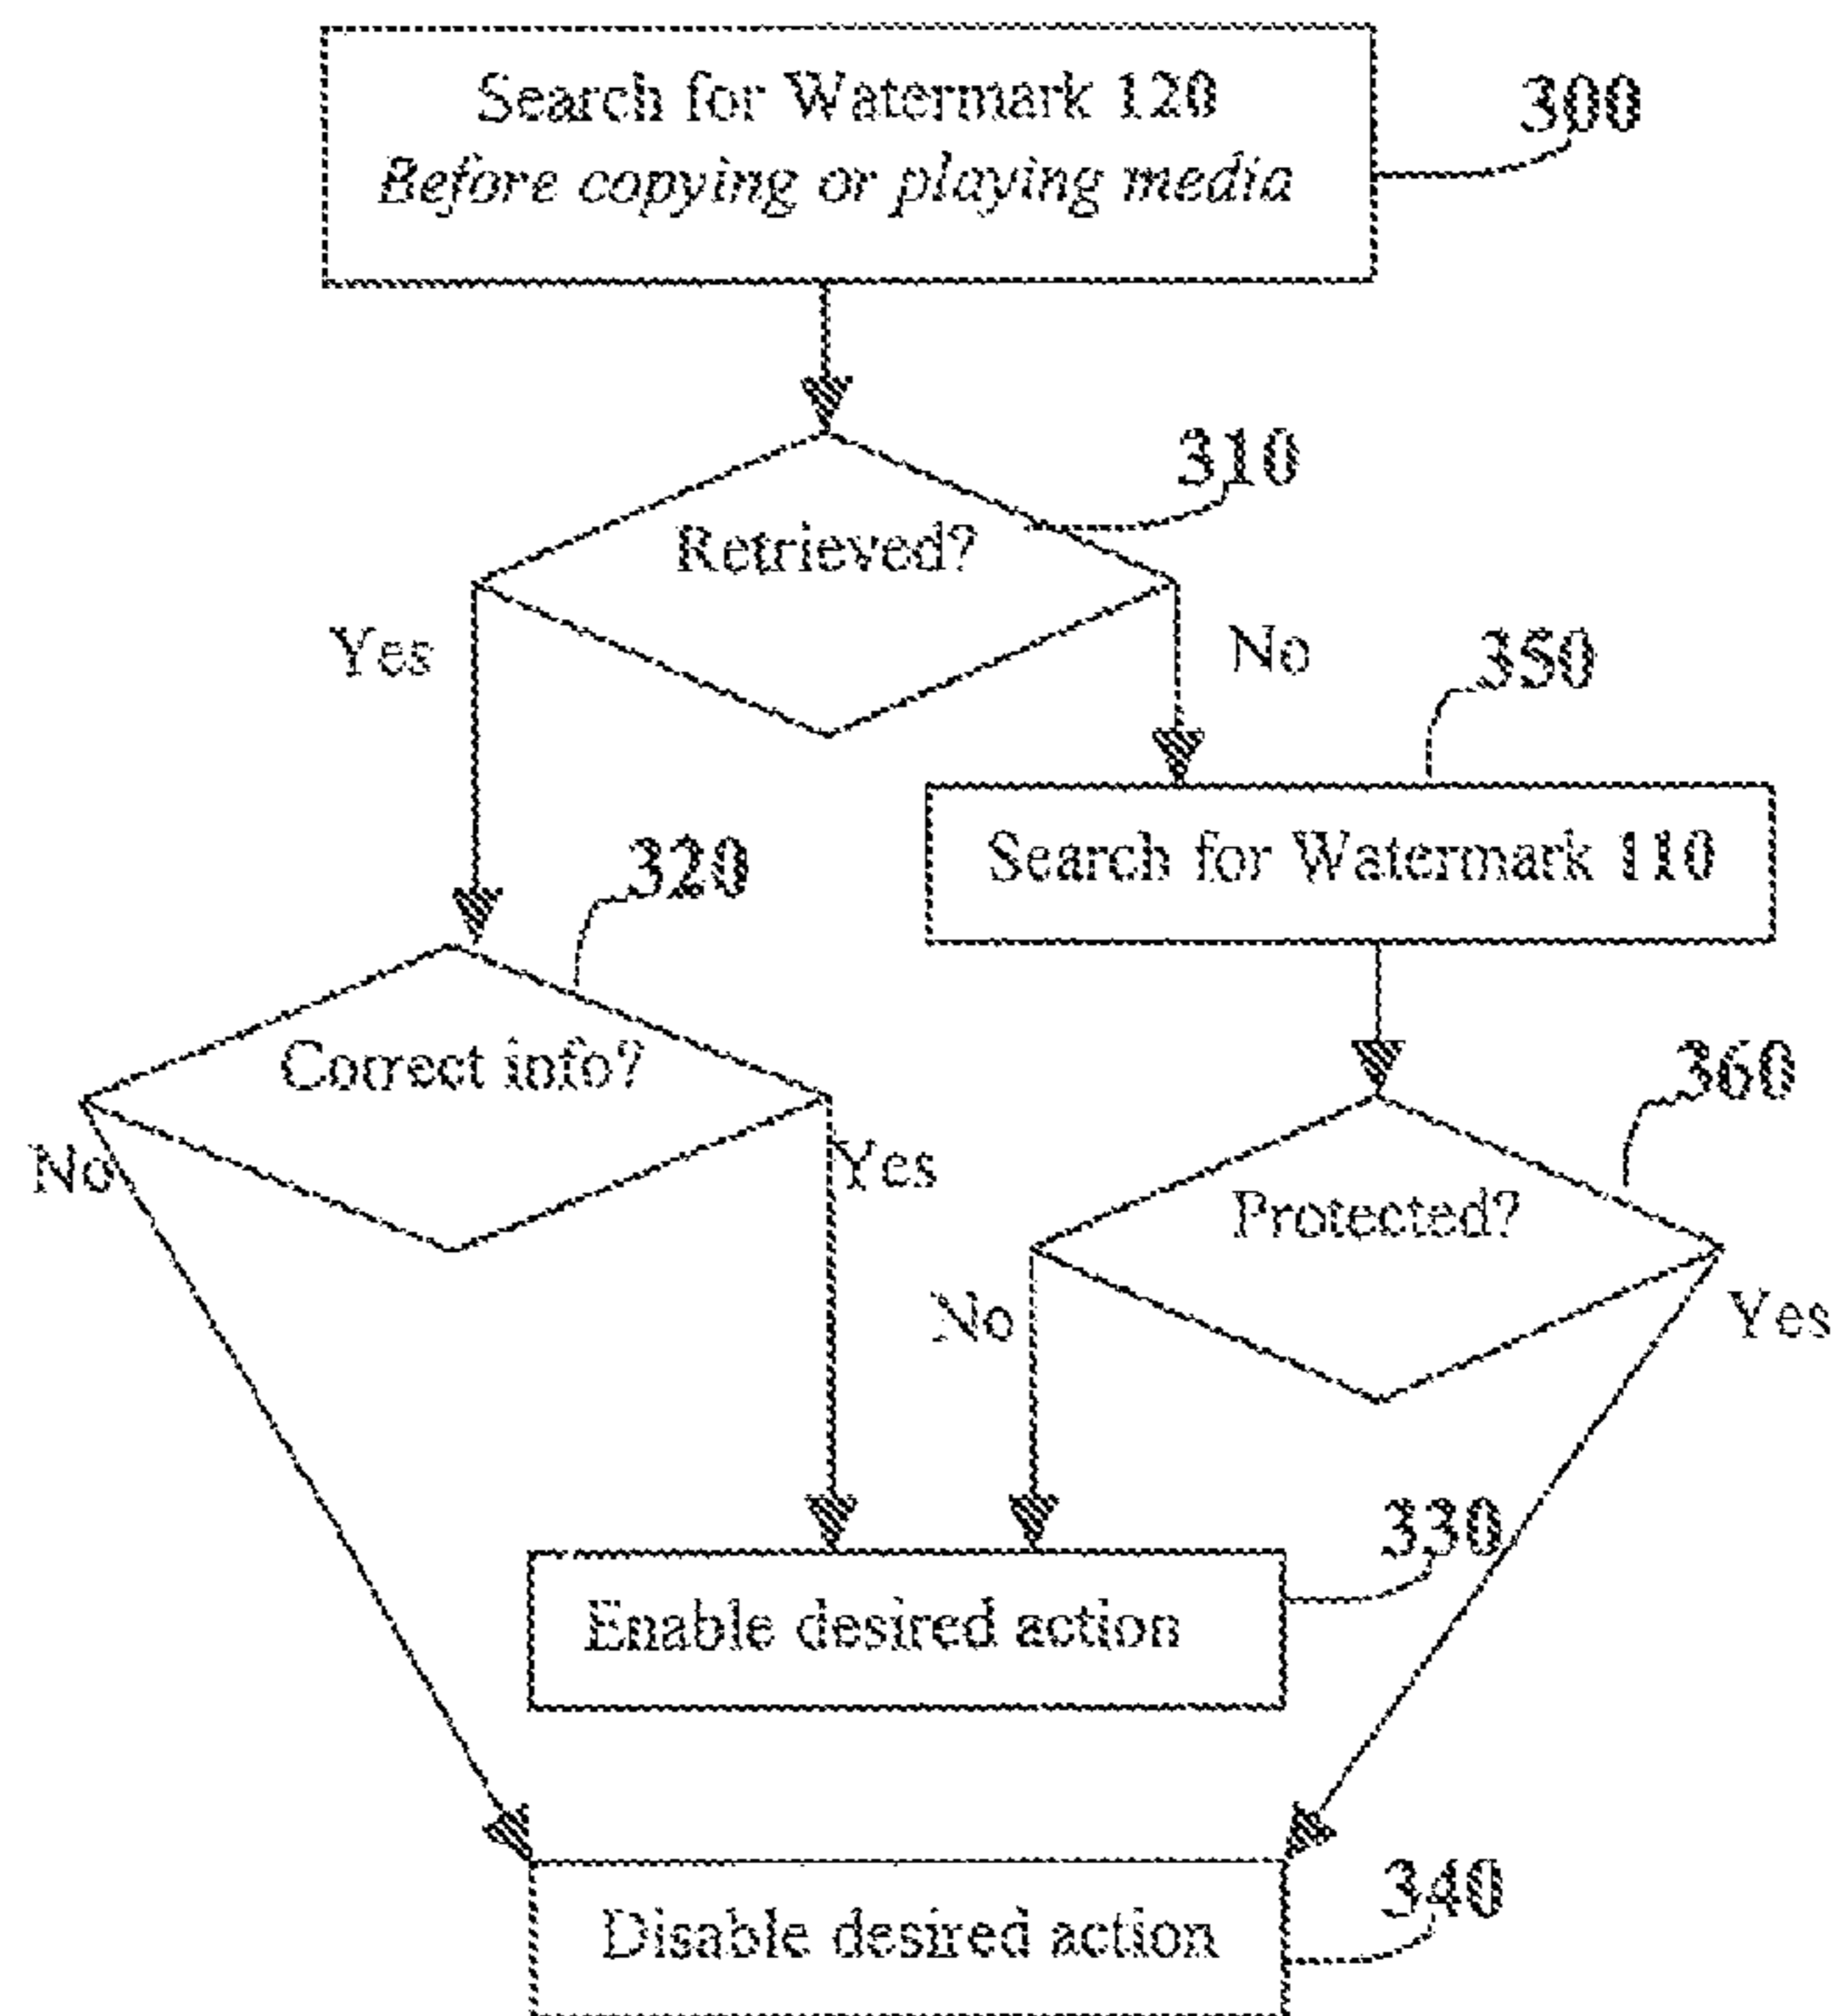 Search for Watermark 120
Before copying or playing media
300
310
Retrieved?
Yes
No
350
Search for Watermark 110
320
Correct info?
360
No
Yes
Protected?
No
Yes
330
Enable desired action
340
Disable desired action